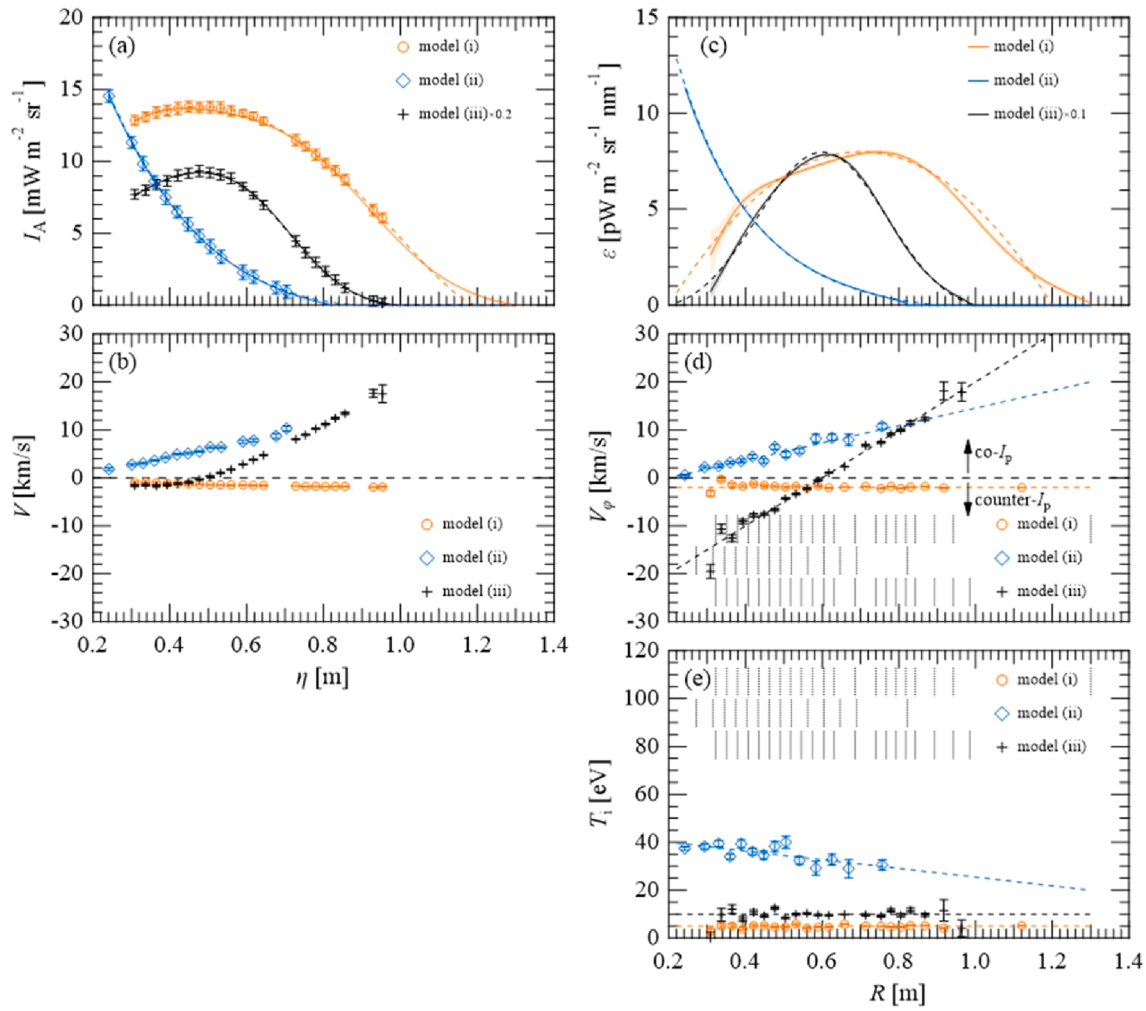 (a)
model (i)
model (ii)
model (iii)×0.2
I_A [mW m⁻² sr⁻¹]
20
15
10
5
0
(b)
model (i)
model (ii)
model (iii)
V [km/s]
30
20
10
0
-10
-20
-30
0.2 0.4 0.6 0.8 1.0 1.2 1.4
η [m]
(c)
model (i)
model (ii)
model (iii)×0.1
ε [pW m⁻² sr⁻¹ nm⁻¹]
15
10
5
0
(d)
co-I_p
counter-I_p
model (i)
model (ii)
model (iii)
V_φ [km/s]
30
20
10
0
-10
-20
-30
(e)
model (i)
model (ii)
model (iii)
T_i [eV]
120
100
80
60
40
20
0
0.2 0.4 0.6 0.8 1.0 1.2 1.4
R [m]